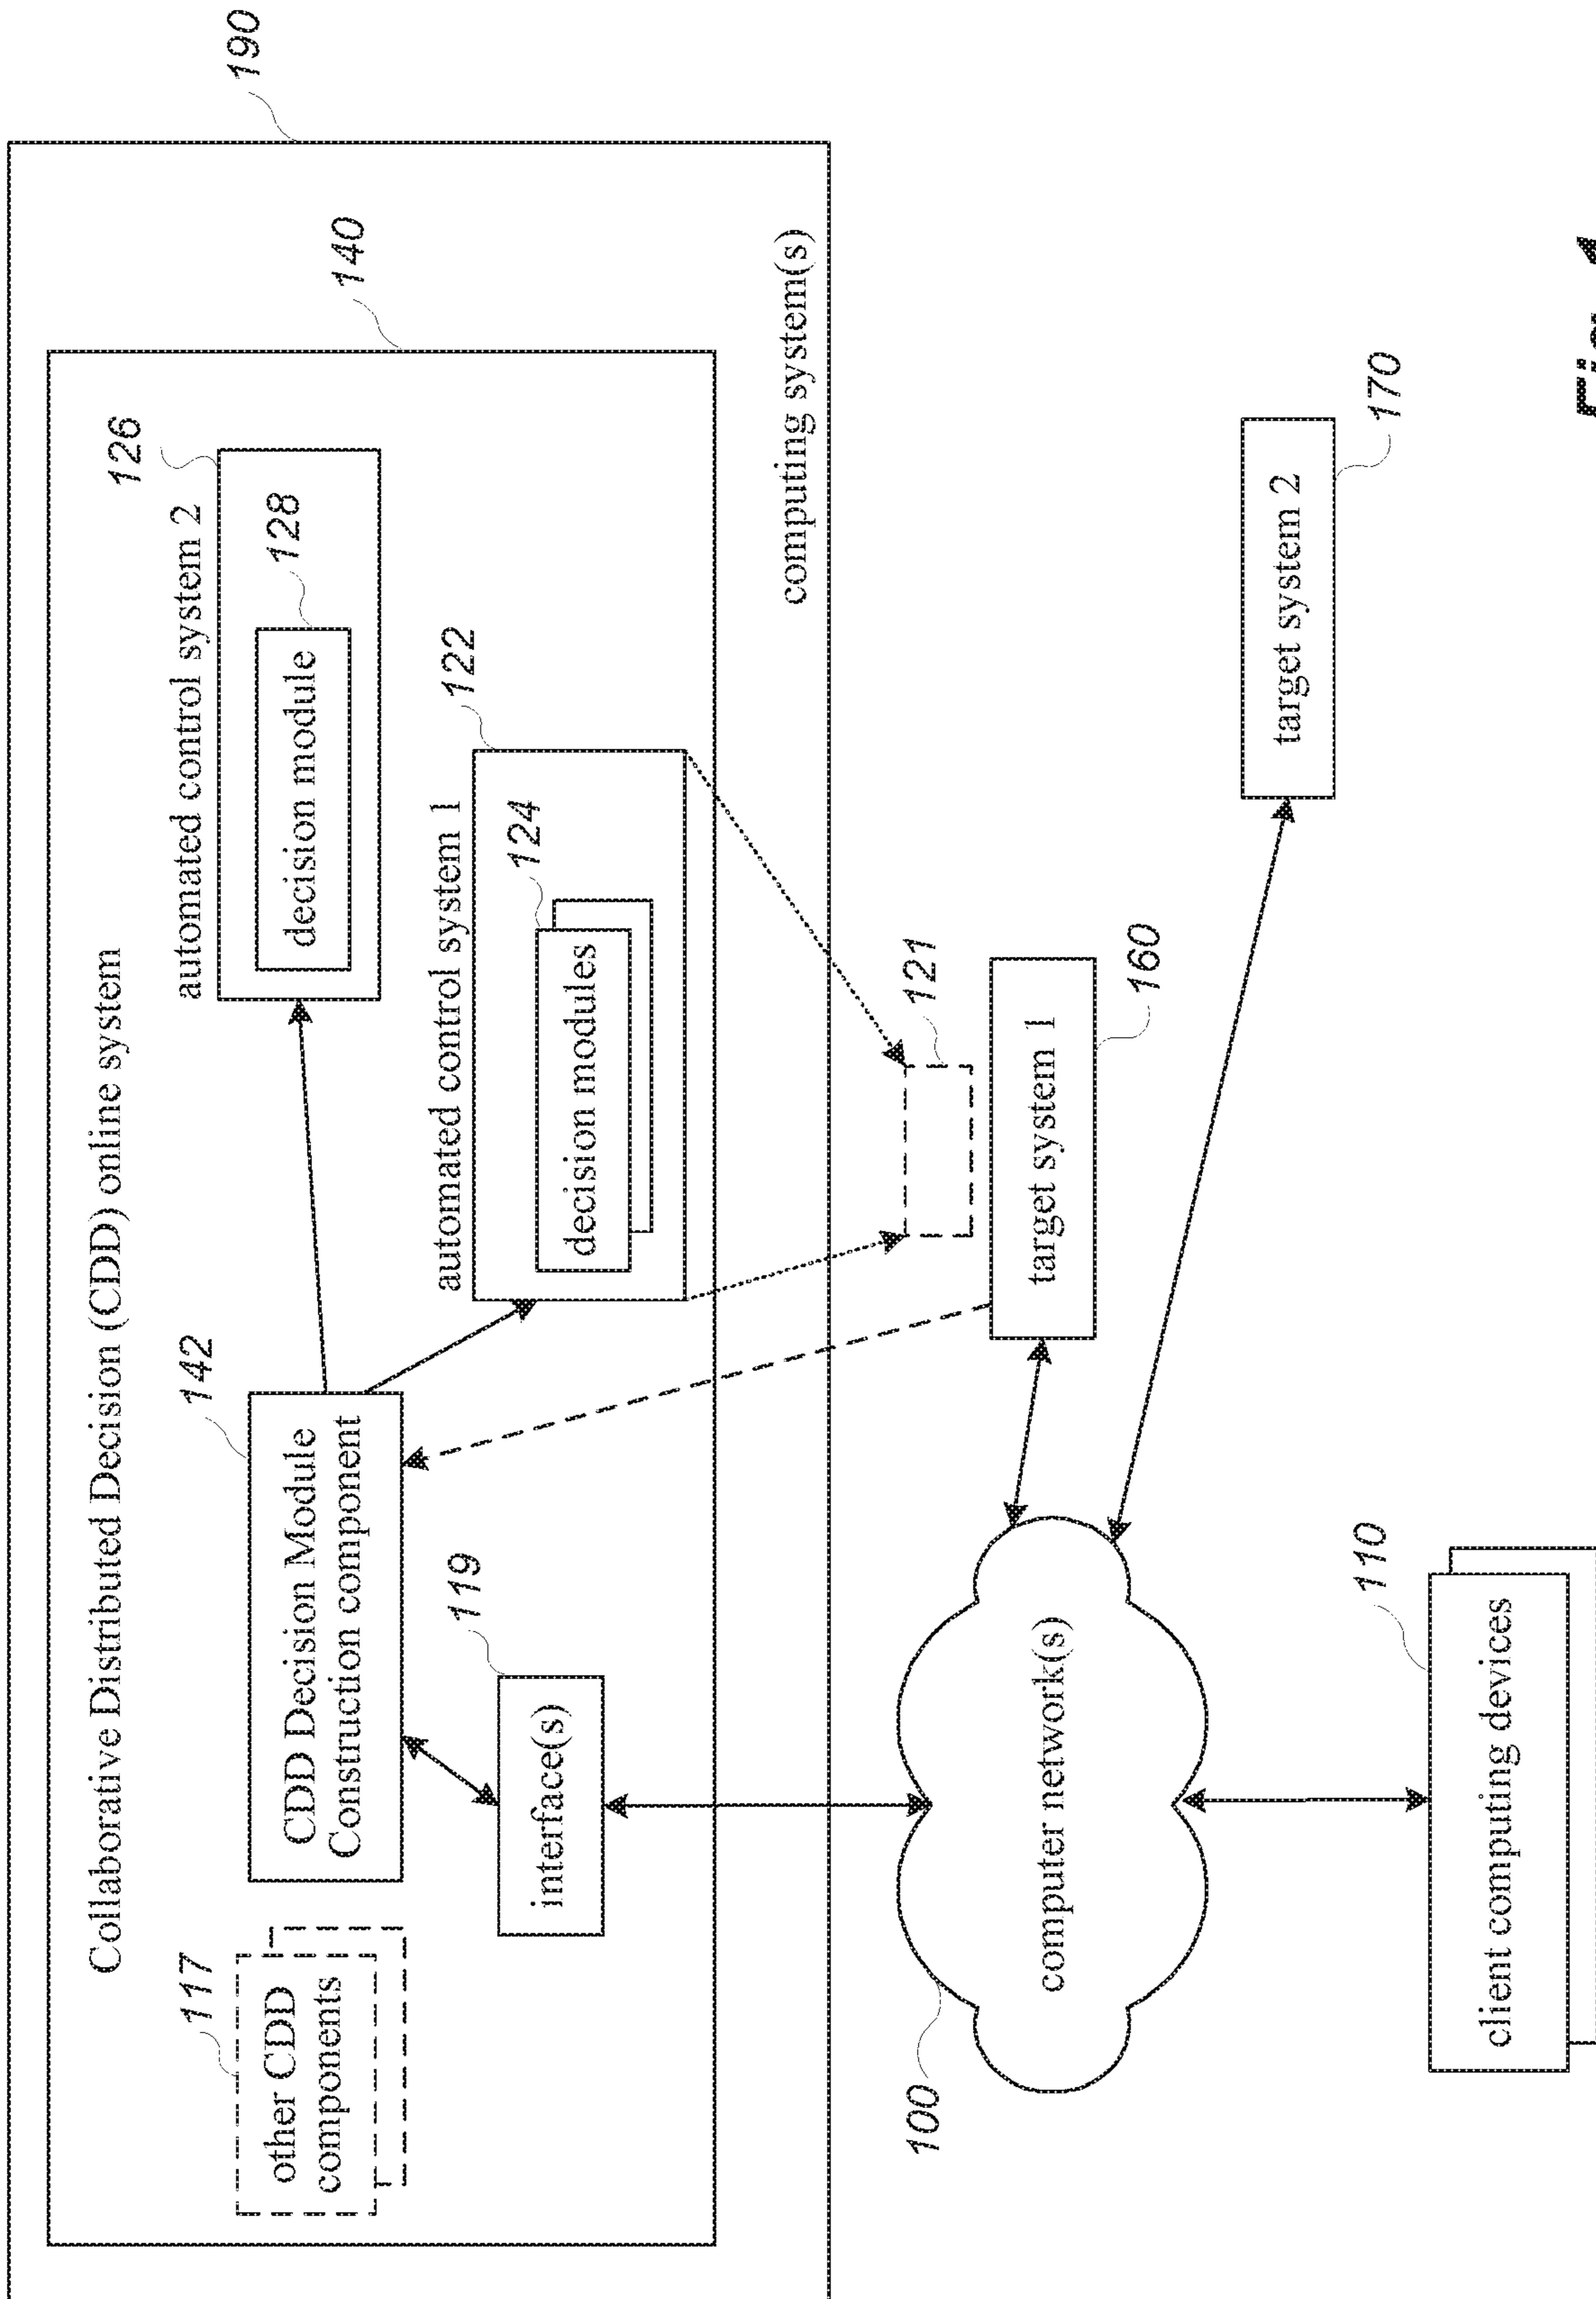 190
140
Collaborative Distributed Decision (CDD) online system
126
automated control system 2
128
decision module
117
other CDD
components
142
CDD Decision Module
Construction component
122
automated control system 1
124
decision modules
119
interface(s)
computing system(s)
121
160
target system 1
100
computer network(s)
170
target system 2
110
client computing devices